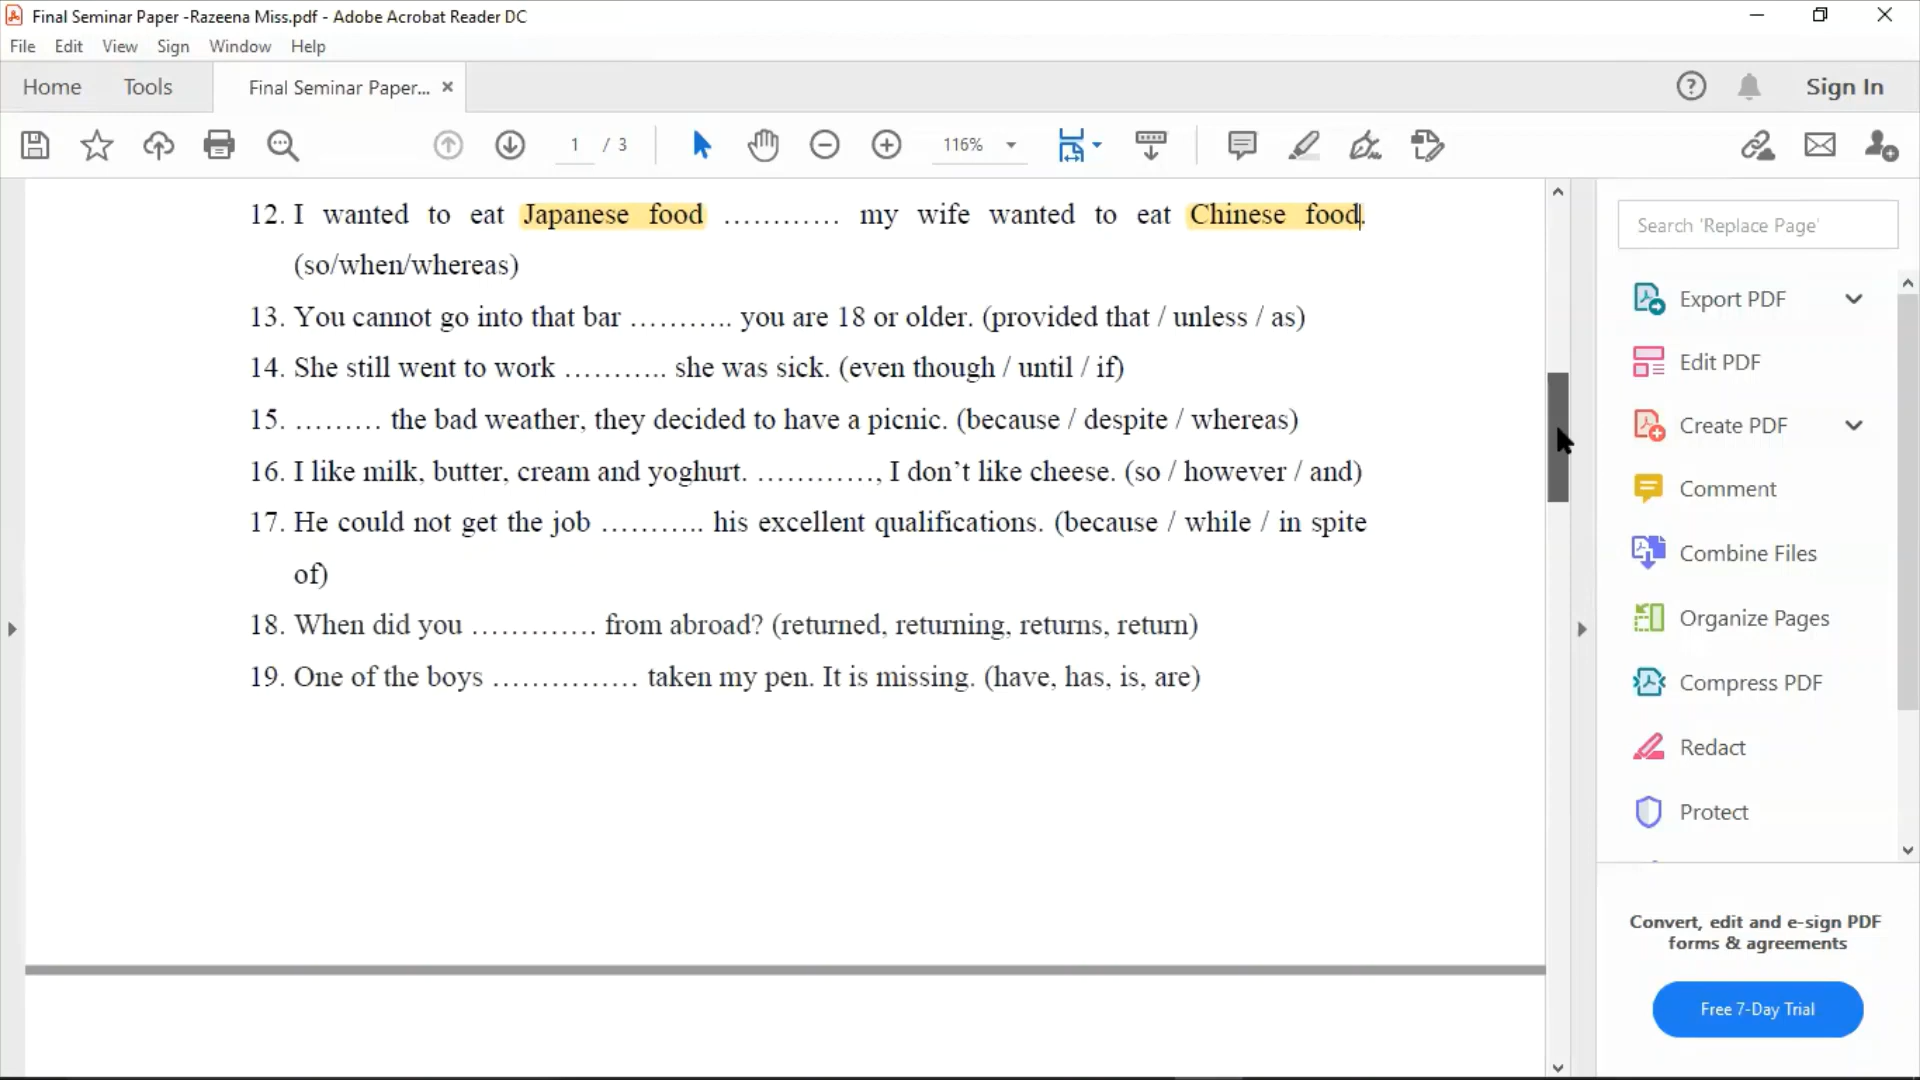 Final Seminar Paper -Razeena Miss.pdf - Adobe Acrobat Reader DC
File Edit View Sign Window Help
Home Tools Final Seminar Paper... × Sign In
1 / 3 116%
12. I wanted to eat Japanese food ………… my wife wanted to eat Chinese food.
(so/when/whereas)
13. You cannot go into that bar ……….. you are 18 or older. (provided that / unless / as)
14. She still went to work ……….. she was sick. (even though / until / if)
15. ……… the bad weather, they decided to have a picnic. (because / despite / whereas)
16. I like milk, butter, cream and yoghurt. …………, I don’t like cheese. (so / however / and)
17. He could not get the job ……….. his excellent qualifications. (because / while / in spite
of)
18. When did you …………. from abroad? (returned, returning, returns, return)
19. One of the boys …………… taken my pen. It is missing. (have, has, is, are)
Search 'Replace Page'
Export PDF
Edit PDF
Create PDF
Comment
Combine Files
Organize Pages
Compress PDF
Redact
Protect
Convert, edit and e-sign PDF
forms & agreements
Free 7-Day Trial